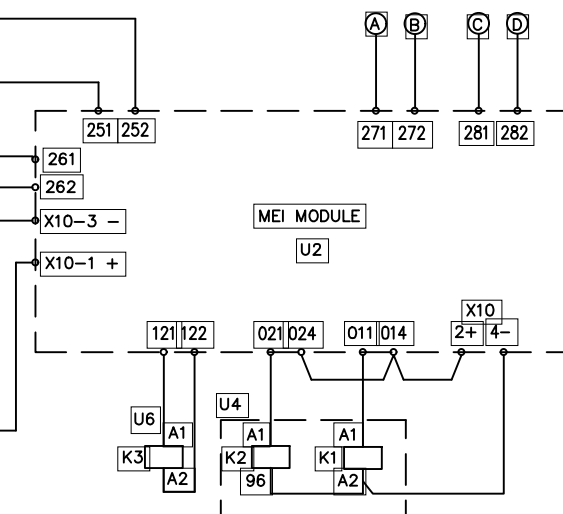 A B C D
251 252 271 272 281 282
261
262
MEI MODULE
X10-3 -
U2
X10-1 +
X10
121 122 021 024 011 014 2+ 4-
U4
U6
A1 A1 A1
K3 K2 K1
A2 96 A2